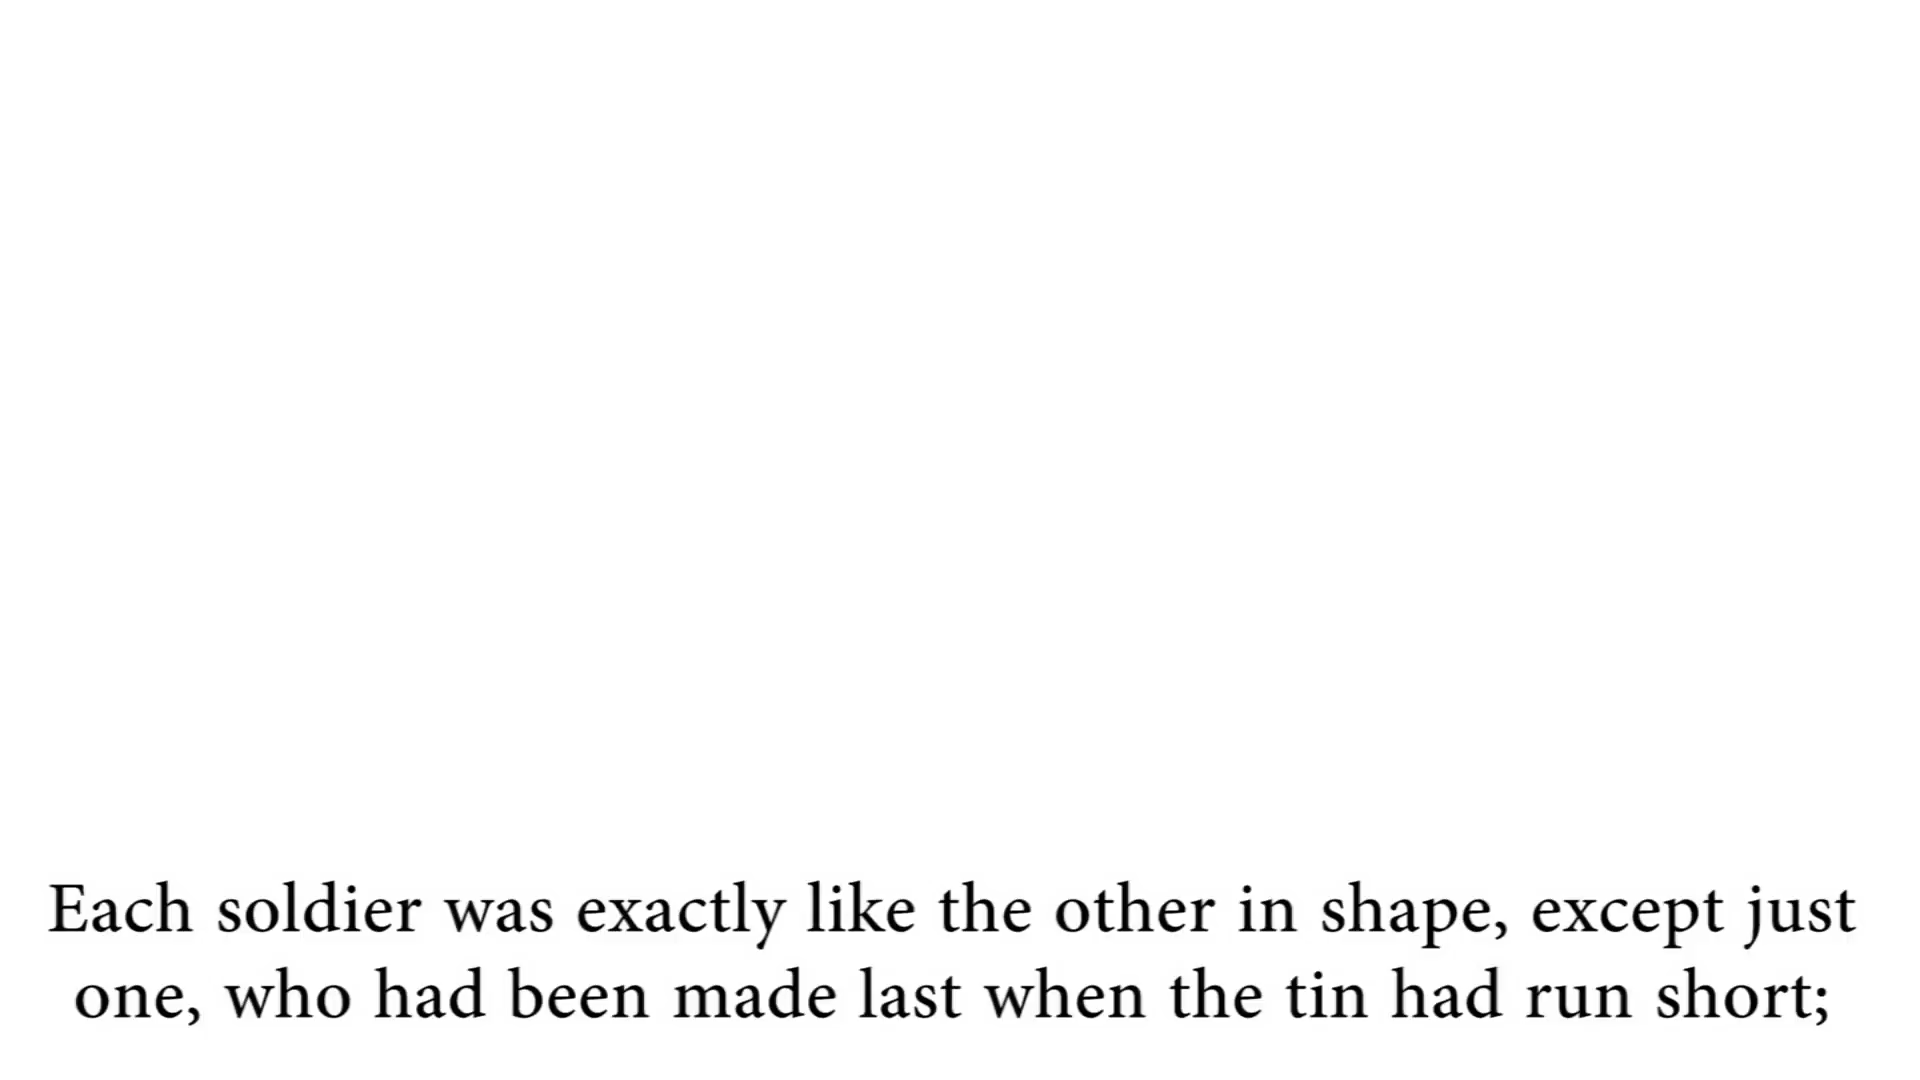 Each soldier was exactly like the other in shape, except just
one, who had been made last when the tin had run short;